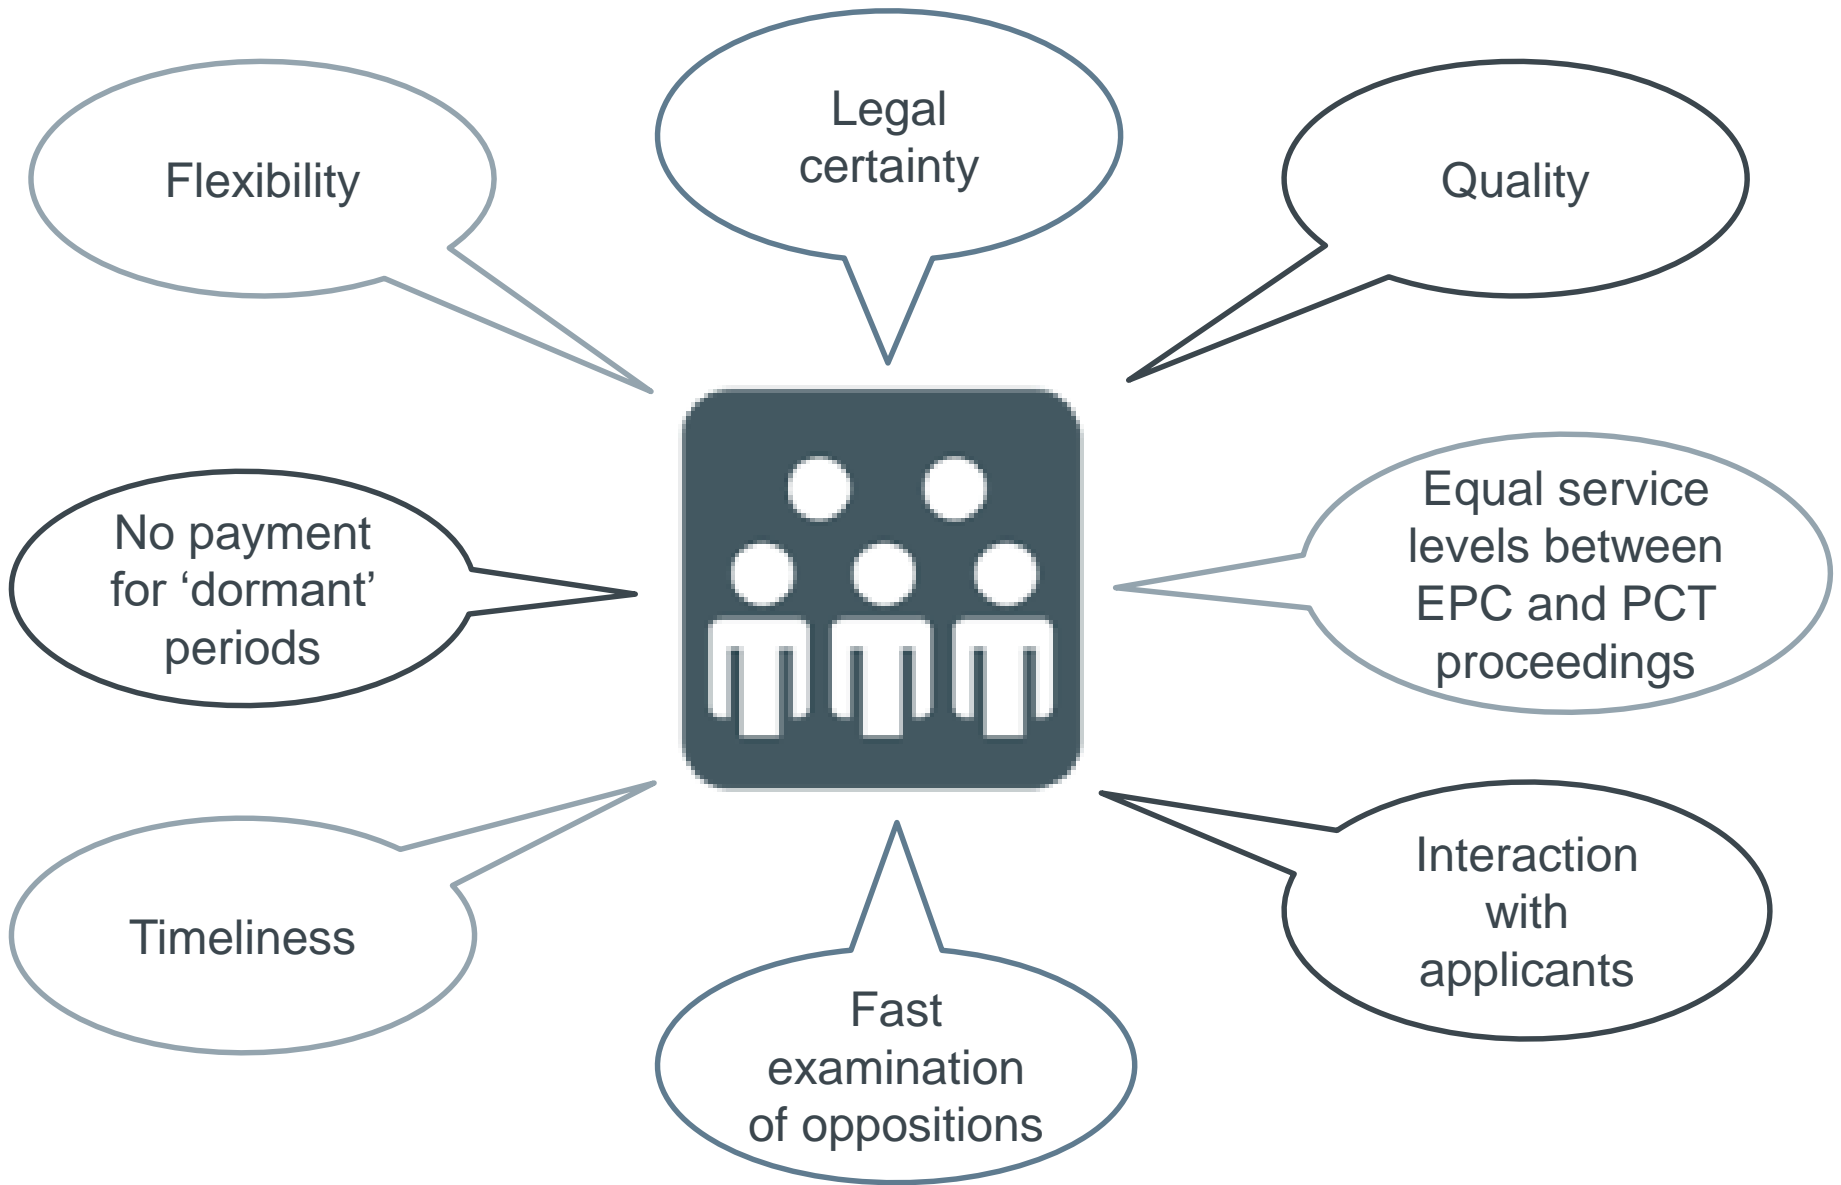 Flexibility
Legal
certainty
Quality
No payment
for ‘dormant’
periods
Equal service
levels between
EPC and PCT
proceedings
Timeliness
Fast
examination
of oppositions
Interaction
with
applicants